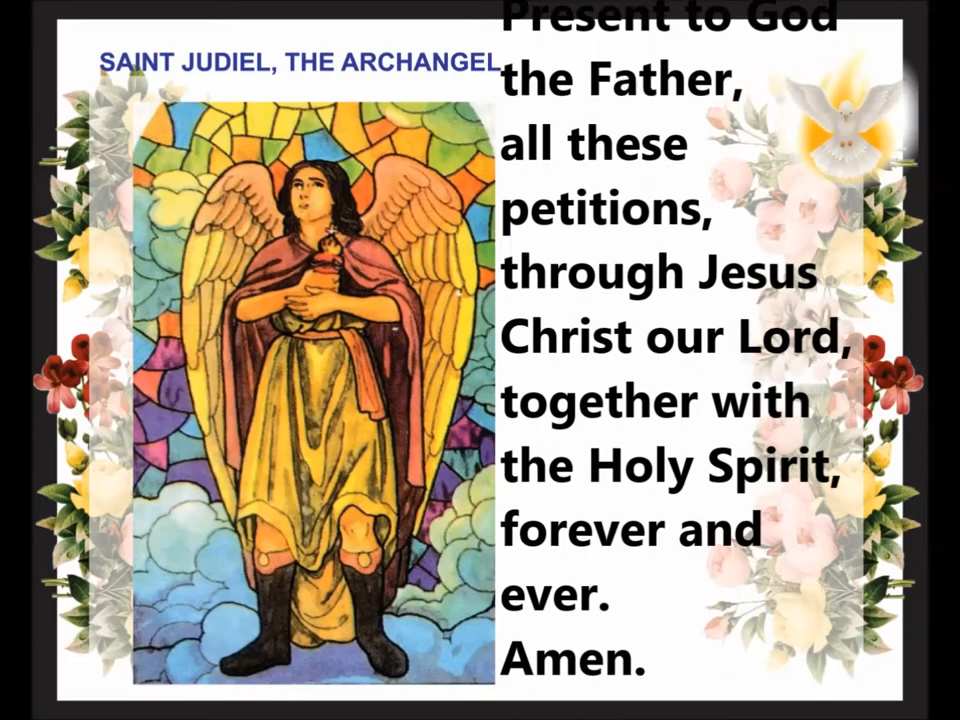 SAINT JUDIEL, THE ARCHANGEL
Present to God
the Father,
all these
petitions,
through Jesus
Christ our Lord,
together with
the Holy Spirit,
forever and
ever.
Amen.